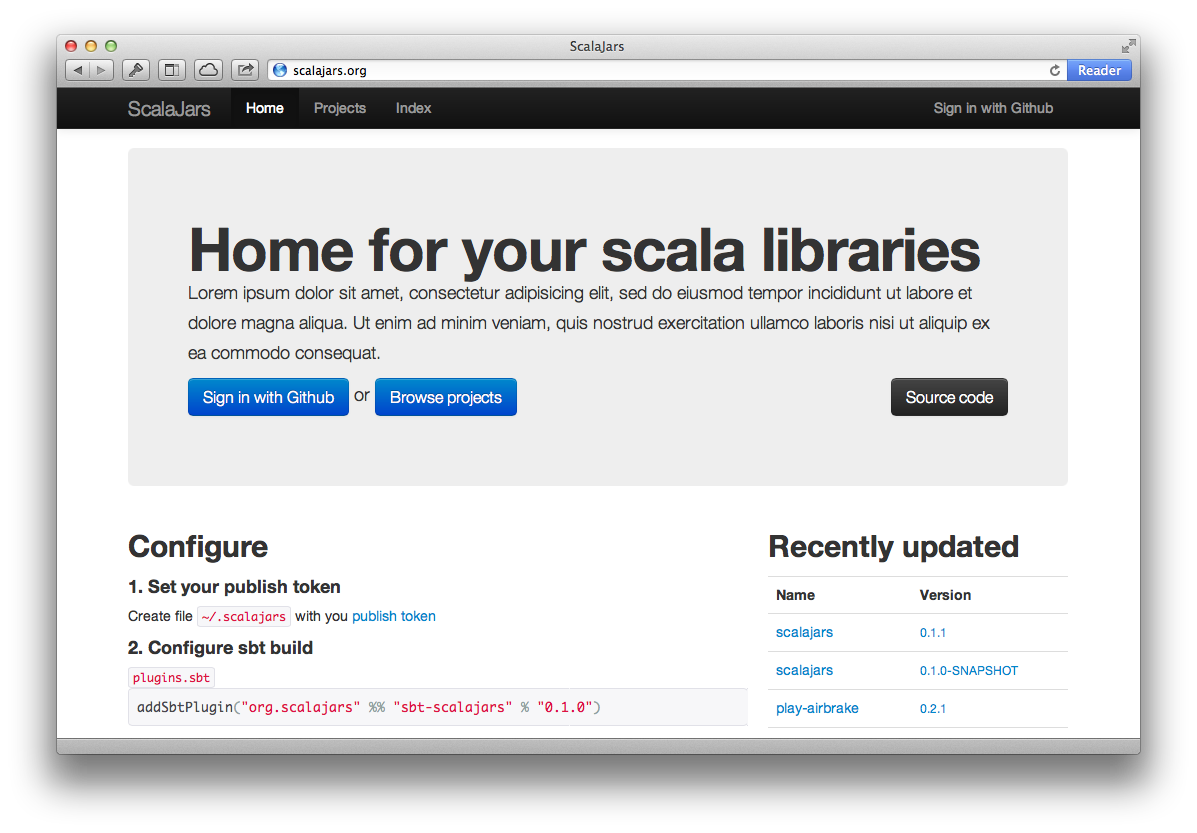 ScalaJars
scalajars.org
Reader
ScalaJars Home Projects Index Sign in with Github
Home for your scala libraries
Lorem ipsum dolor sit amet, consectetur adipisicing elit, sed do eiusmod tempor incididunt ut labore et
dolore magna aliqua. Ut enim ad minim veniam, quis nostrud exercitation ullamco laboris nisi ut aliquip ex
ea commodo consequat.
Sign in with Github or Browse projects Source code
Configure
1. Set your publish token
Create file ~/.scalajars with you publish token
2. Configure sbt build
plugins.sbt
addSbtPlugin("org.scalajars" %% "sbt-scalajars" % "0.1.0")
Recently updated
Name Version
scalajars 0.1.1
scalajars 0.1.0-SNAPSHOT
play-airbrake 0.2.1